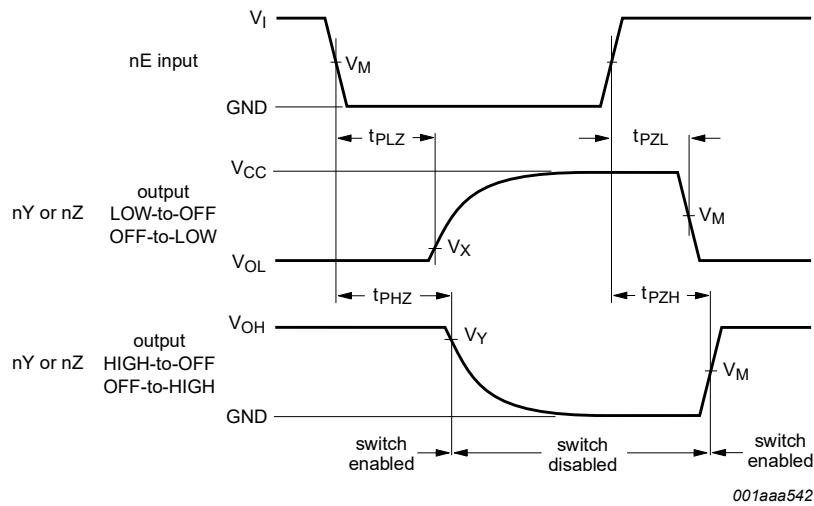 VI
nE input
VM
GND
tPLZ
tPZL
VCC
nY or nZ
output
LOW-to-OFF
OFF-to-LOW
VM
VX
VOL
tPHZ
tPZH
VOH
nY or nZ
output
HIGH-to-OFF
OFF-to-HIGH
VY
VM
GND
switch
enabled
switch
disabled
switch
enabled
001aaa542